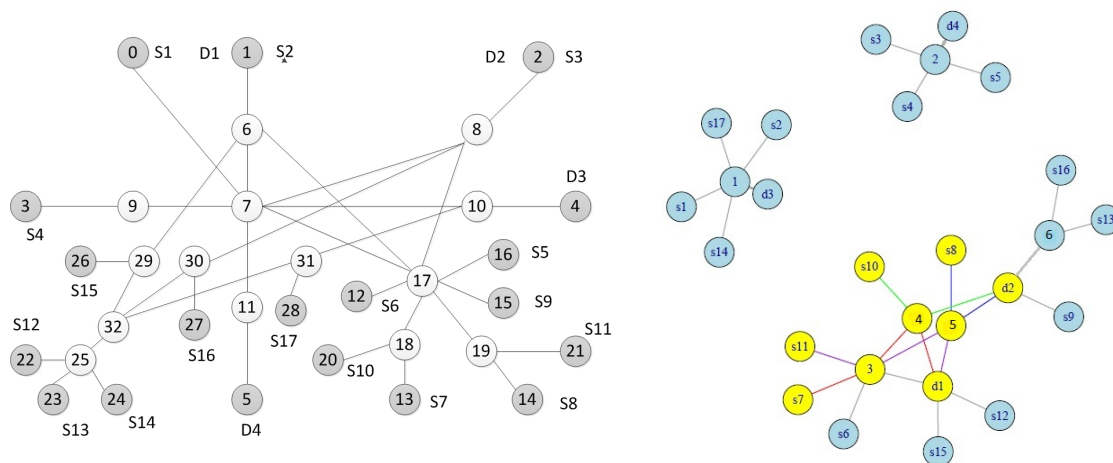 0 S1 D1 1 S2 D2 2 S3
6 8
D3
3 9 7 10 4
S4
26 29 30 31 16 S5
S15 12 S6 17 15 S9
32 11 28
S12 27 S17 S11
22 25 S16 18 19 21
20 S10
23 24 5 13 S7 14 S8
S13 S14 D4
s3 d4
2
s4 s5
s17 s2
1
s1 d3
s14
s16
6 s13
s8
s10 d2
4 5 s9
s11
3
s7 d1
s6 s12
s15